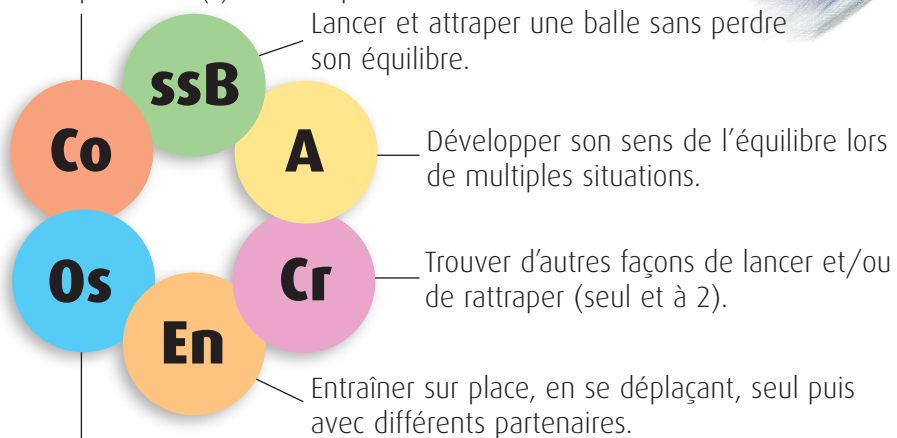 Lancer et attraper une balle sans perdre
son équilibre.
ssB
Co
A
Développer son sens de l’équilibre lors
de multiples situations.
Os
Cr
Trouver d’autres façons de lancer et/ou
de rattraper (seul et à 2).
En
Entraîner sur place, en se déplaçant, seul puis
avec différents partenaires.